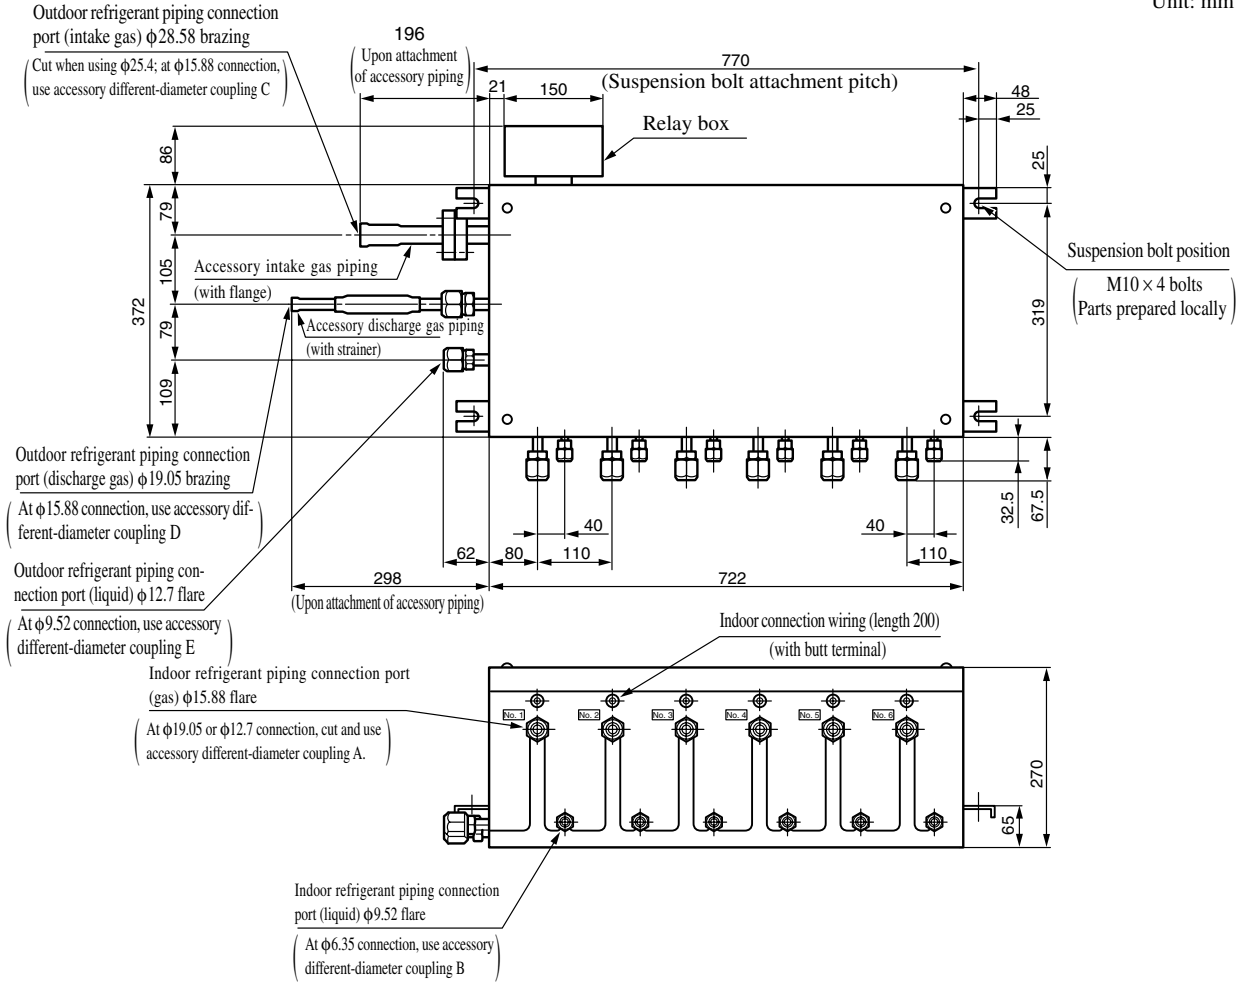 Unit: mm
Outdoor refrigerant piping connection
port (intake gas) φ28.58 brazing
(Cut when using φ25.4; at φ15.88 connection,
use accessory different-diameter coupling C)
196
(Upon attachment
of accessory piping)
770
(Suspension bolt attachment pitch)
21
150
48
25
Relay box
86
79
105
372
79
109
25
319
Accessory intake gas piping
(with flange)
Accessory discharge gas piping
(with strainer)
Suspension bolt position
(M10 × 4 bolts
Parts prepared locally)
Outdoor refrigerant piping connection
port (discharge gas) φ19.05 brazing
(At φ15.88 connection, use accessory dif-
ferent-diameter coupling D)
Outdoor refrigerant piping con-
nection port (liquid) φ12.7 flare
(At φ9.52 connection, use accessory
different-diameter coupling E)
32.5
67.5
40
40
62
80
110
110
298
722
(Upon attachment of accessory piping)
Indoor connection wiring (length 200)
(with butt terminal)
Indoor refrigerant piping connection port
(gas) φ15.88 flare
(At φ19.05 or φ12.7 connection, cut and use
accessory different-diameter coupling A.)
No. 1
No. 2
No. 3
No. 4
No. 5
No. 6
270
65
Indoor refrigerant piping connection
port (liquid) φ9.52 flare
(At φ6.35 connection, use accessory
different-diameter coupling B)